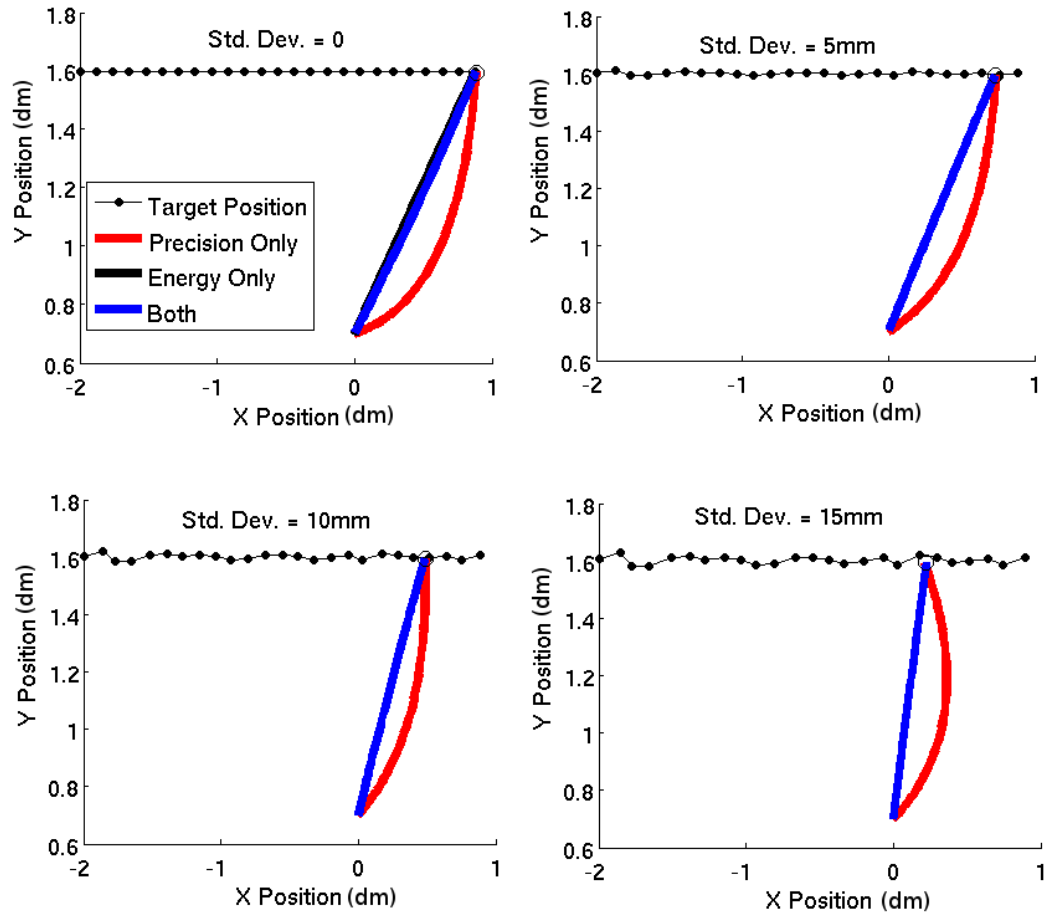 Std. Dev. = 0
1.8
1.6
1.4
1.2
1
0.8
0.6
Y Position (dm)
Target Position
Precision Only
Energy Only
Both
-2
-1
0
1
X Position (dm)
Std. Dev. = 5mm
1.8
1.6
1.4
1.2
1
0.8
0.6
Y Position (dm)
-2
-1
0
1
X Position (dm)
Std. Dev. = 10mm
1.8
1.6
1.4
1.2
1
0.8
0.6
Y Position (dm)
-2
-1
0
1
X Position (dm)
Std. Dev. = 15mm
1.8
1.6
1.4
1.2
1
0.8
0.6
Y Position (dm)
-2
-1
0
1
X Position (dm)